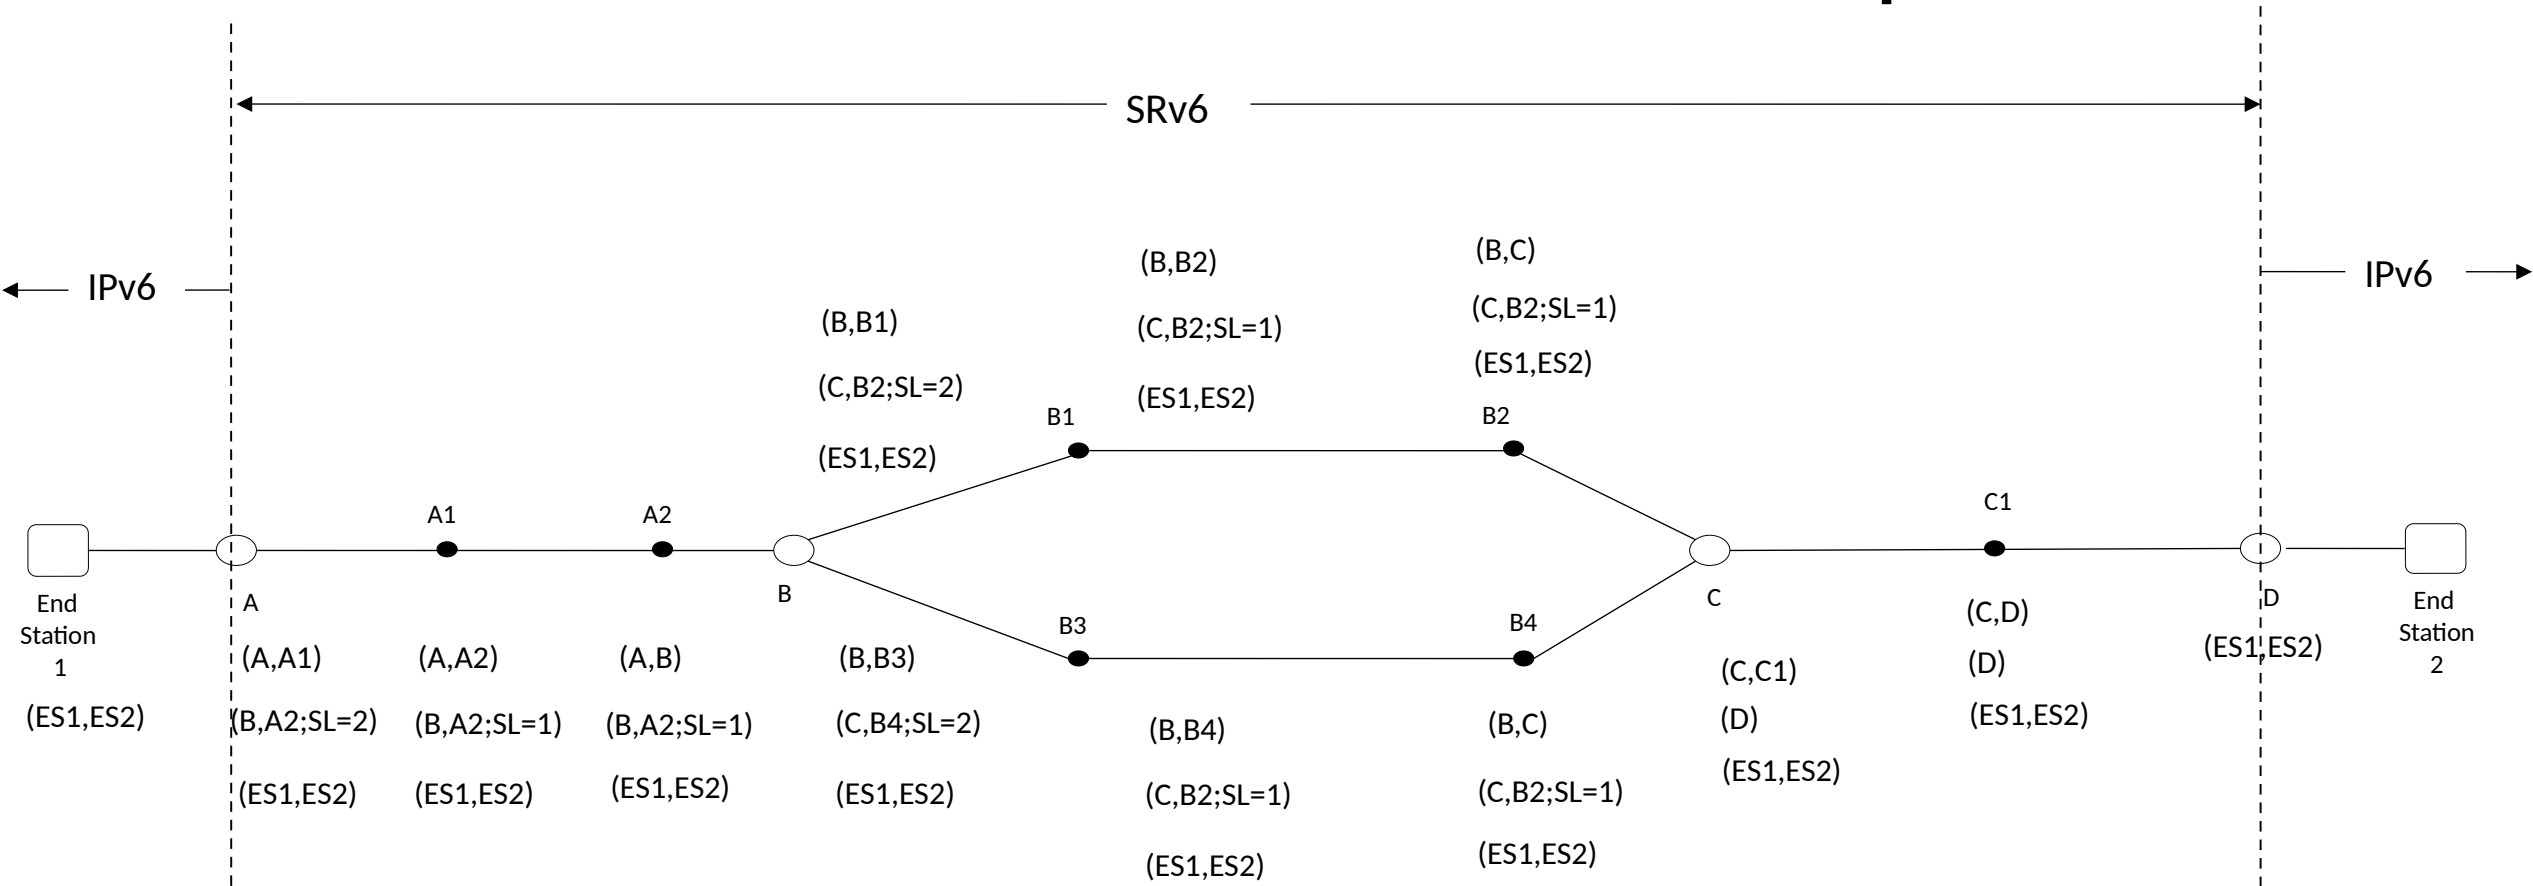 SRv6
IPv6
IPv6
(B,B1)
(C,B2;SL=2)
(ES1,ES2)
(B,B2)
(C,B2;SL=1)
(ES1,ES2)
(B,C)
(C,B2;SL=1)
(ES1,ES2)
B1
B2
A1
A2
C1
End
Station
1
(ES1,ES2)
A
(A,A1)
(B,A2;SL=2)
(ES1,ES2)
(A,A2)
(B,A2;SL=1)
(ES1,ES2)
(A,B)
(B,A2;SL=1)
(ES1,ES2)
B
B3
B4
(B,B3)
(C,B4;SL=2)
(ES1,ES2)
(B,B4)
(C,B2;SL=1)
(ES1,ES2)
(B,C)
(C,B2;SL=1)
(ES1,ES2)
C
(C,C1)
(D)
(ES1,ES2)
(C,D)
(D)
(ES1,ES2)
D
(ES1,ES2)
End
Station
2